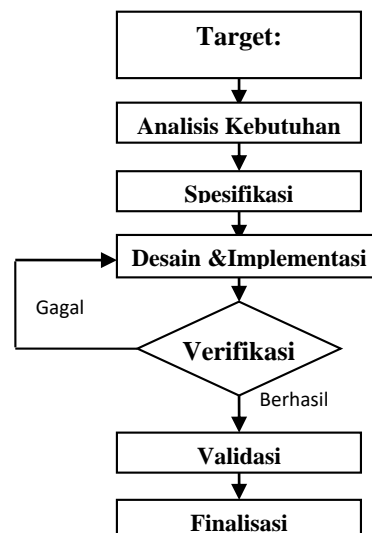 Target:
Analisis Kebutuhan
Spesifikasi
Desain &Implementasi
Gagal
Verifikasi
Berhasil
Validasi
Finalisasi